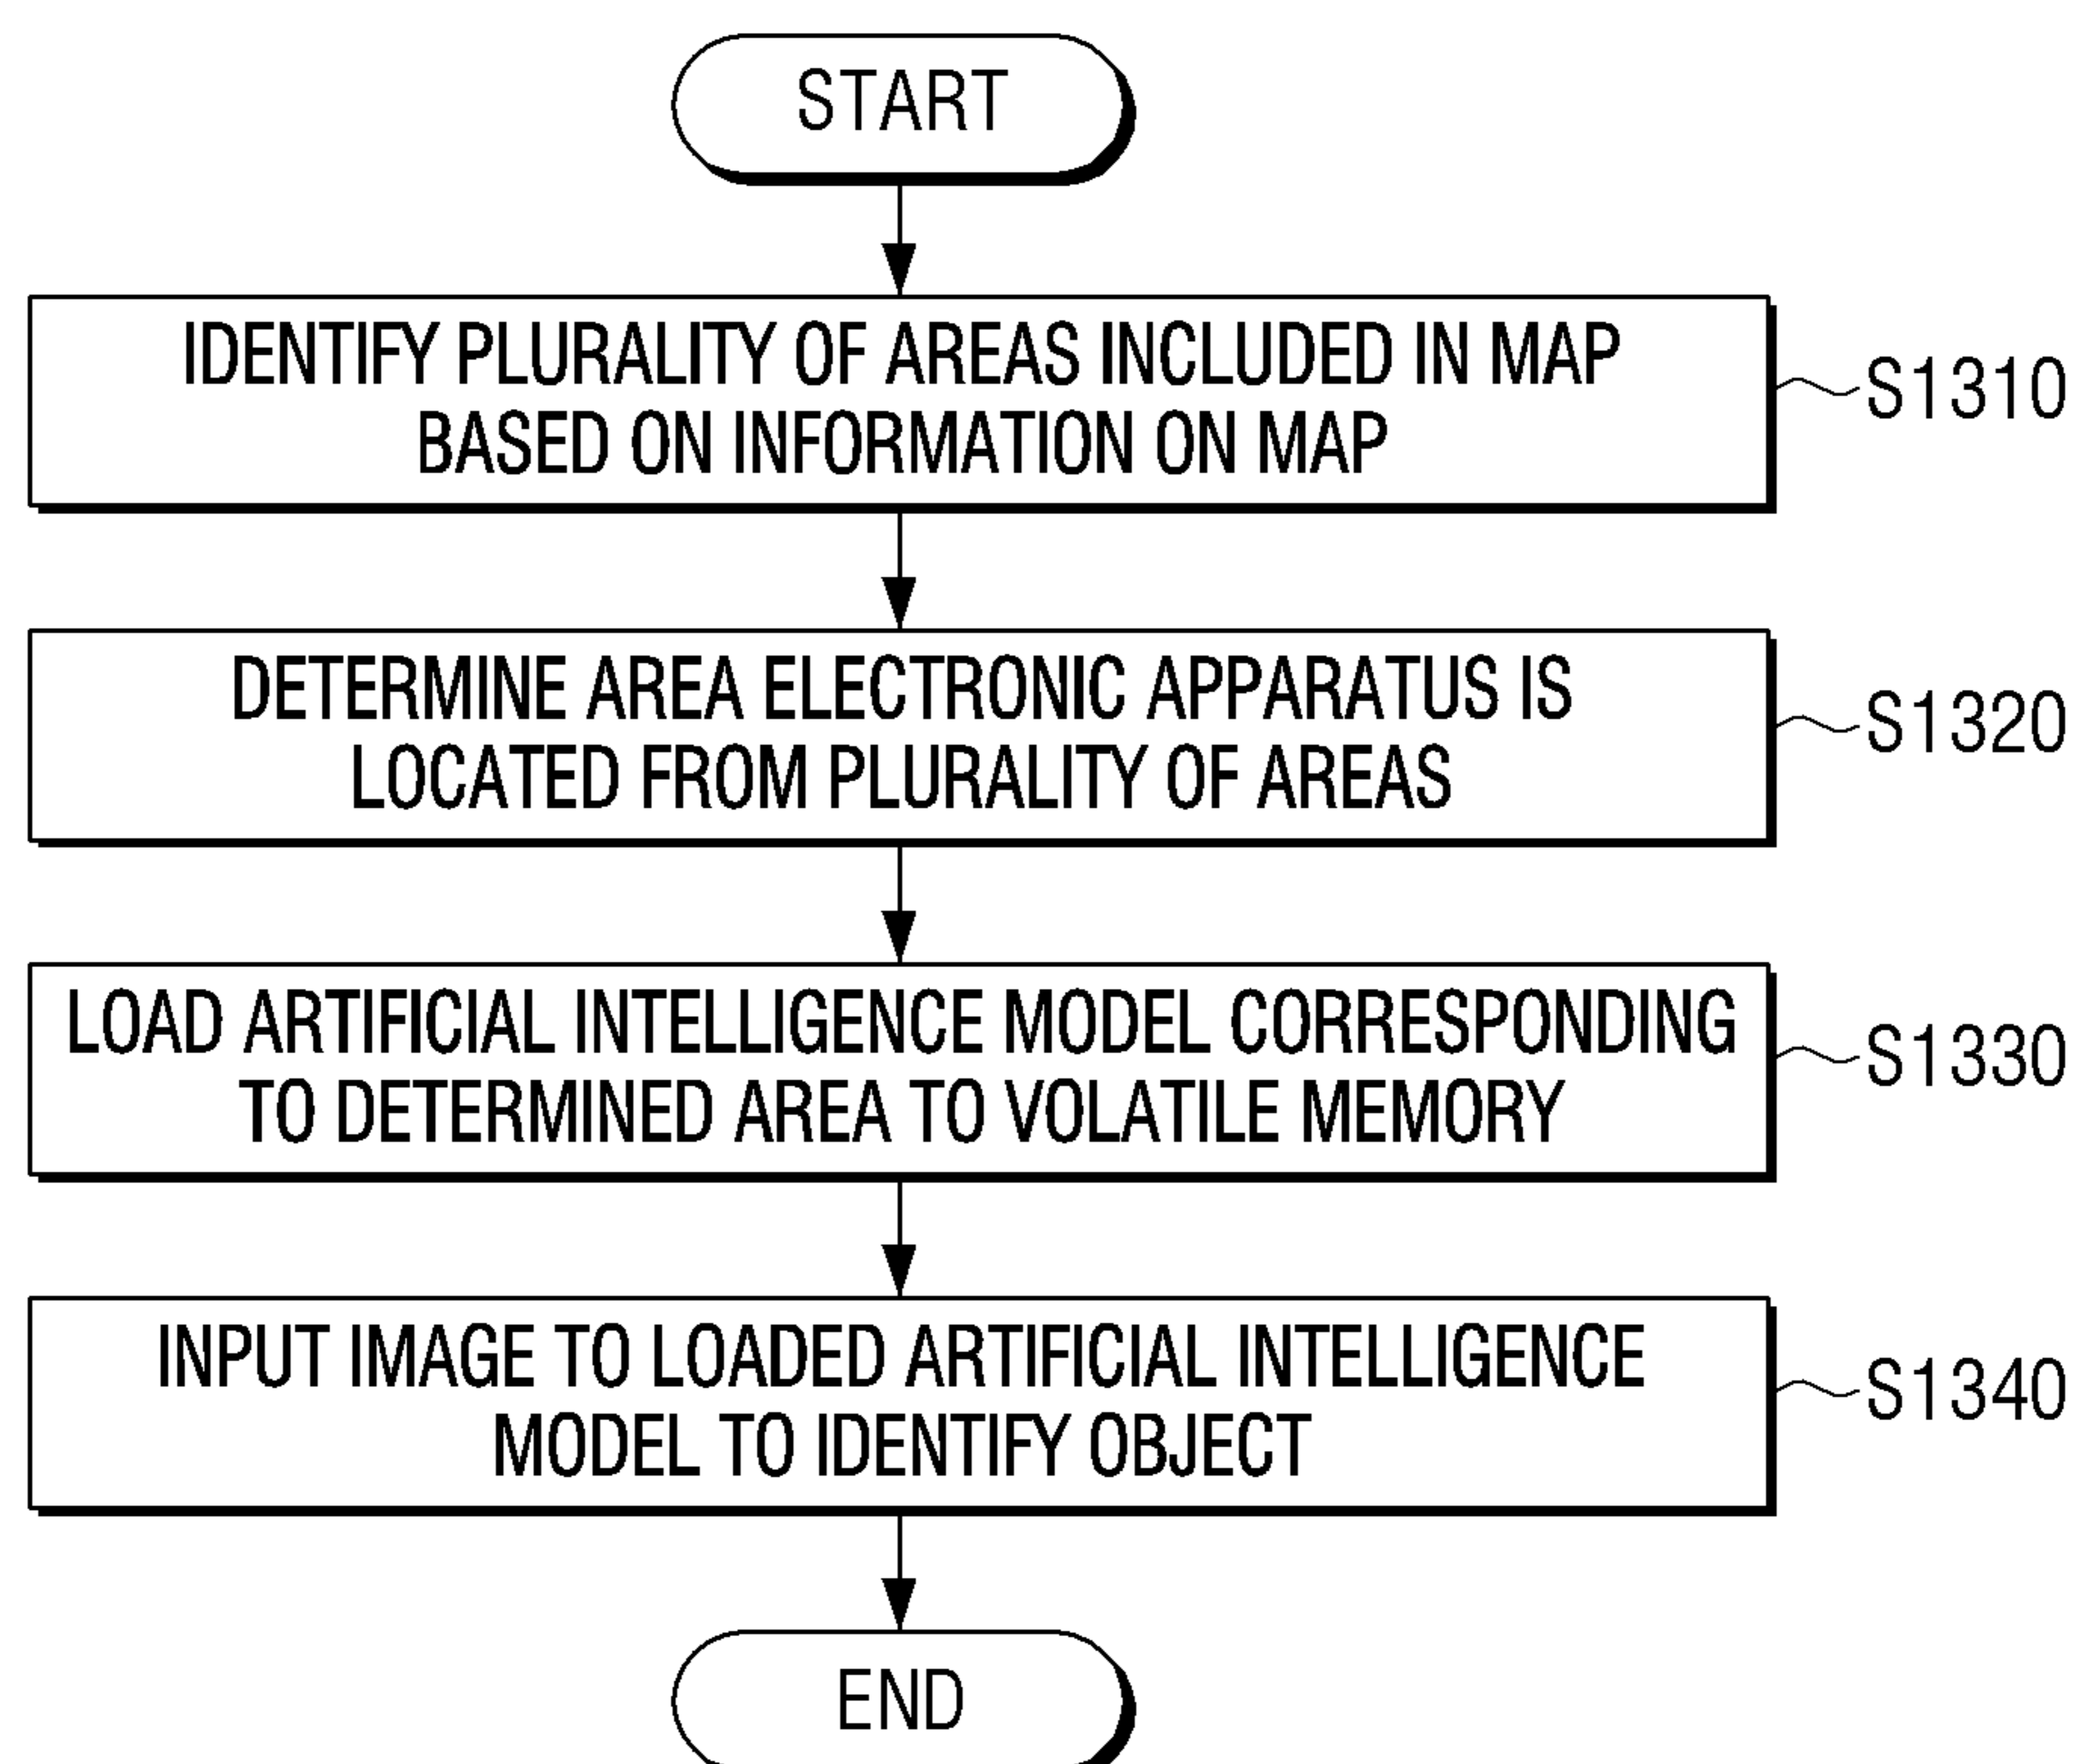 START
IDENTIFY PLURALITY OF AREAS INCLUDED IN MAP
BASED ON INFORMATION ON MAP
S1310
DETERMINE AREA ELECTRONIC APPARATUS IS
LOCATED FROM PLURALITY OF AREAS
S1320
LOAD ARTIFICIAL INTELLIGENCE MODEL CORRESPONDING
TO DETERMINED AREA TO VOLATILE MEMORY
S1330
INPUT IMAGE TO LOADED ARTIFICIAL INTELLIGENCE
MODEL TO IDENTIFY OBJECT
S1340
END